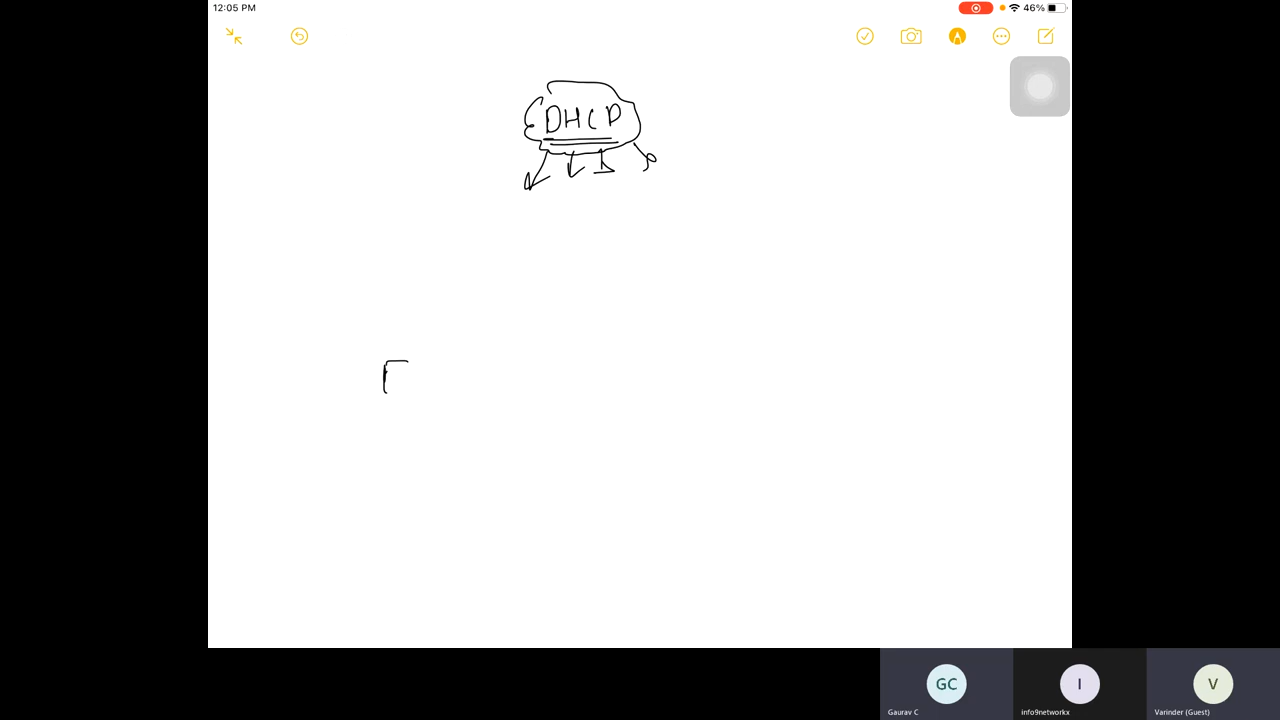 12:05 PM
46%
DHCP
GC
I
V
Gaurav C
info9networkx
Varinder (Guest)